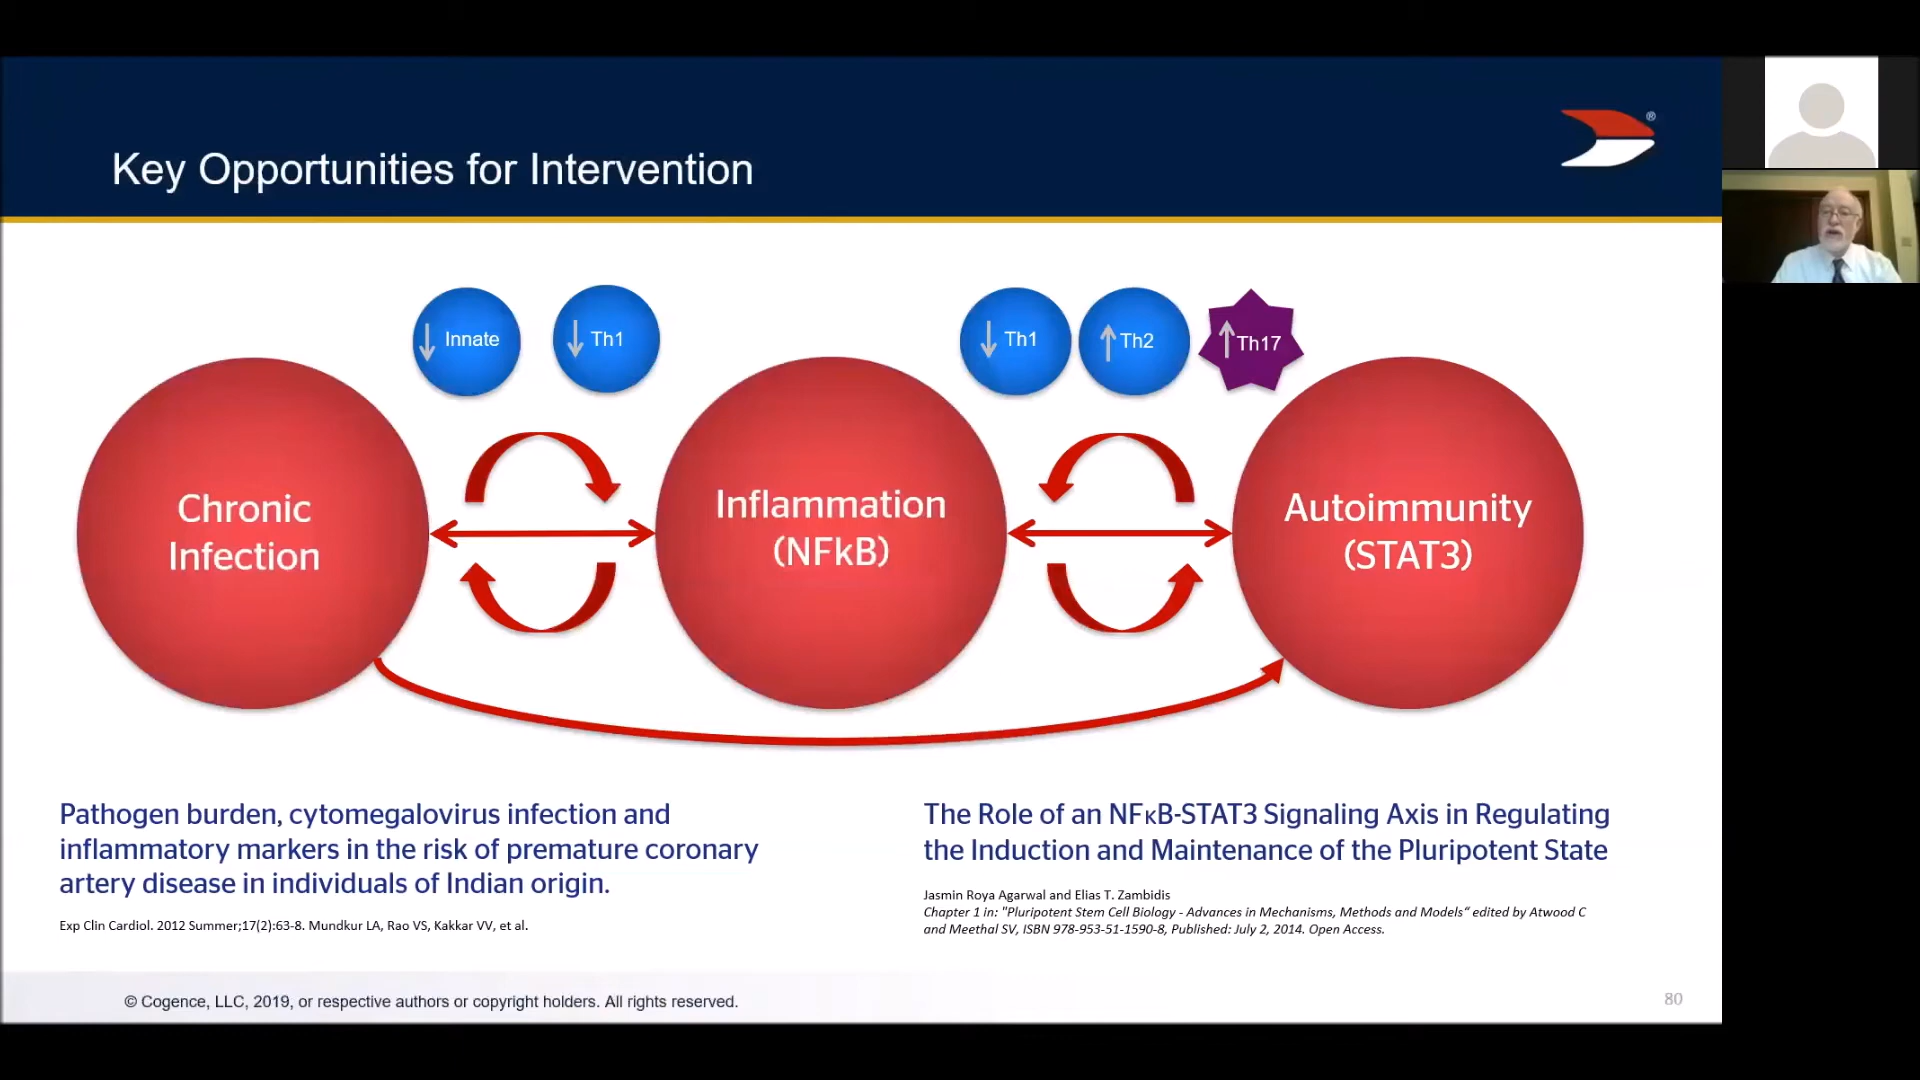 Key Opportunities for Intervention
®
Innate
Th1
Th1
Th2
Th17
Chronic
Infection
Inflammation
(NFkB)
Autoimmunity
(STAT3)
Pathogen burden, cytomegalovirus infection and
inflammatory markers in the risk of premature coronary
artery disease in individuals of Indian origin.
Exp Clin Cardiol. 2012 Summer;17(2):63-8. Mundkur LA, Rao VS, Kakkar VV, et al.
The Role of an NFκB-STAT3 Signaling Axis in Regulating
the Induction and Maintenance of the Pluripotent State
Jasmin Roya Agarwal and Elias T. Zambidis
Chapter 1 in: "Pluripotent Stem Cell Biology - Advances in Mechanisms, Methods and Models“ edited by Atwood C
and Meethal SV, ISBN 978-953-51-1590-8, Published: July 2, 2014. Open Access.
© Cogence, LLC, 2019, or respective authors or copyright holders. All rights reserved.
80